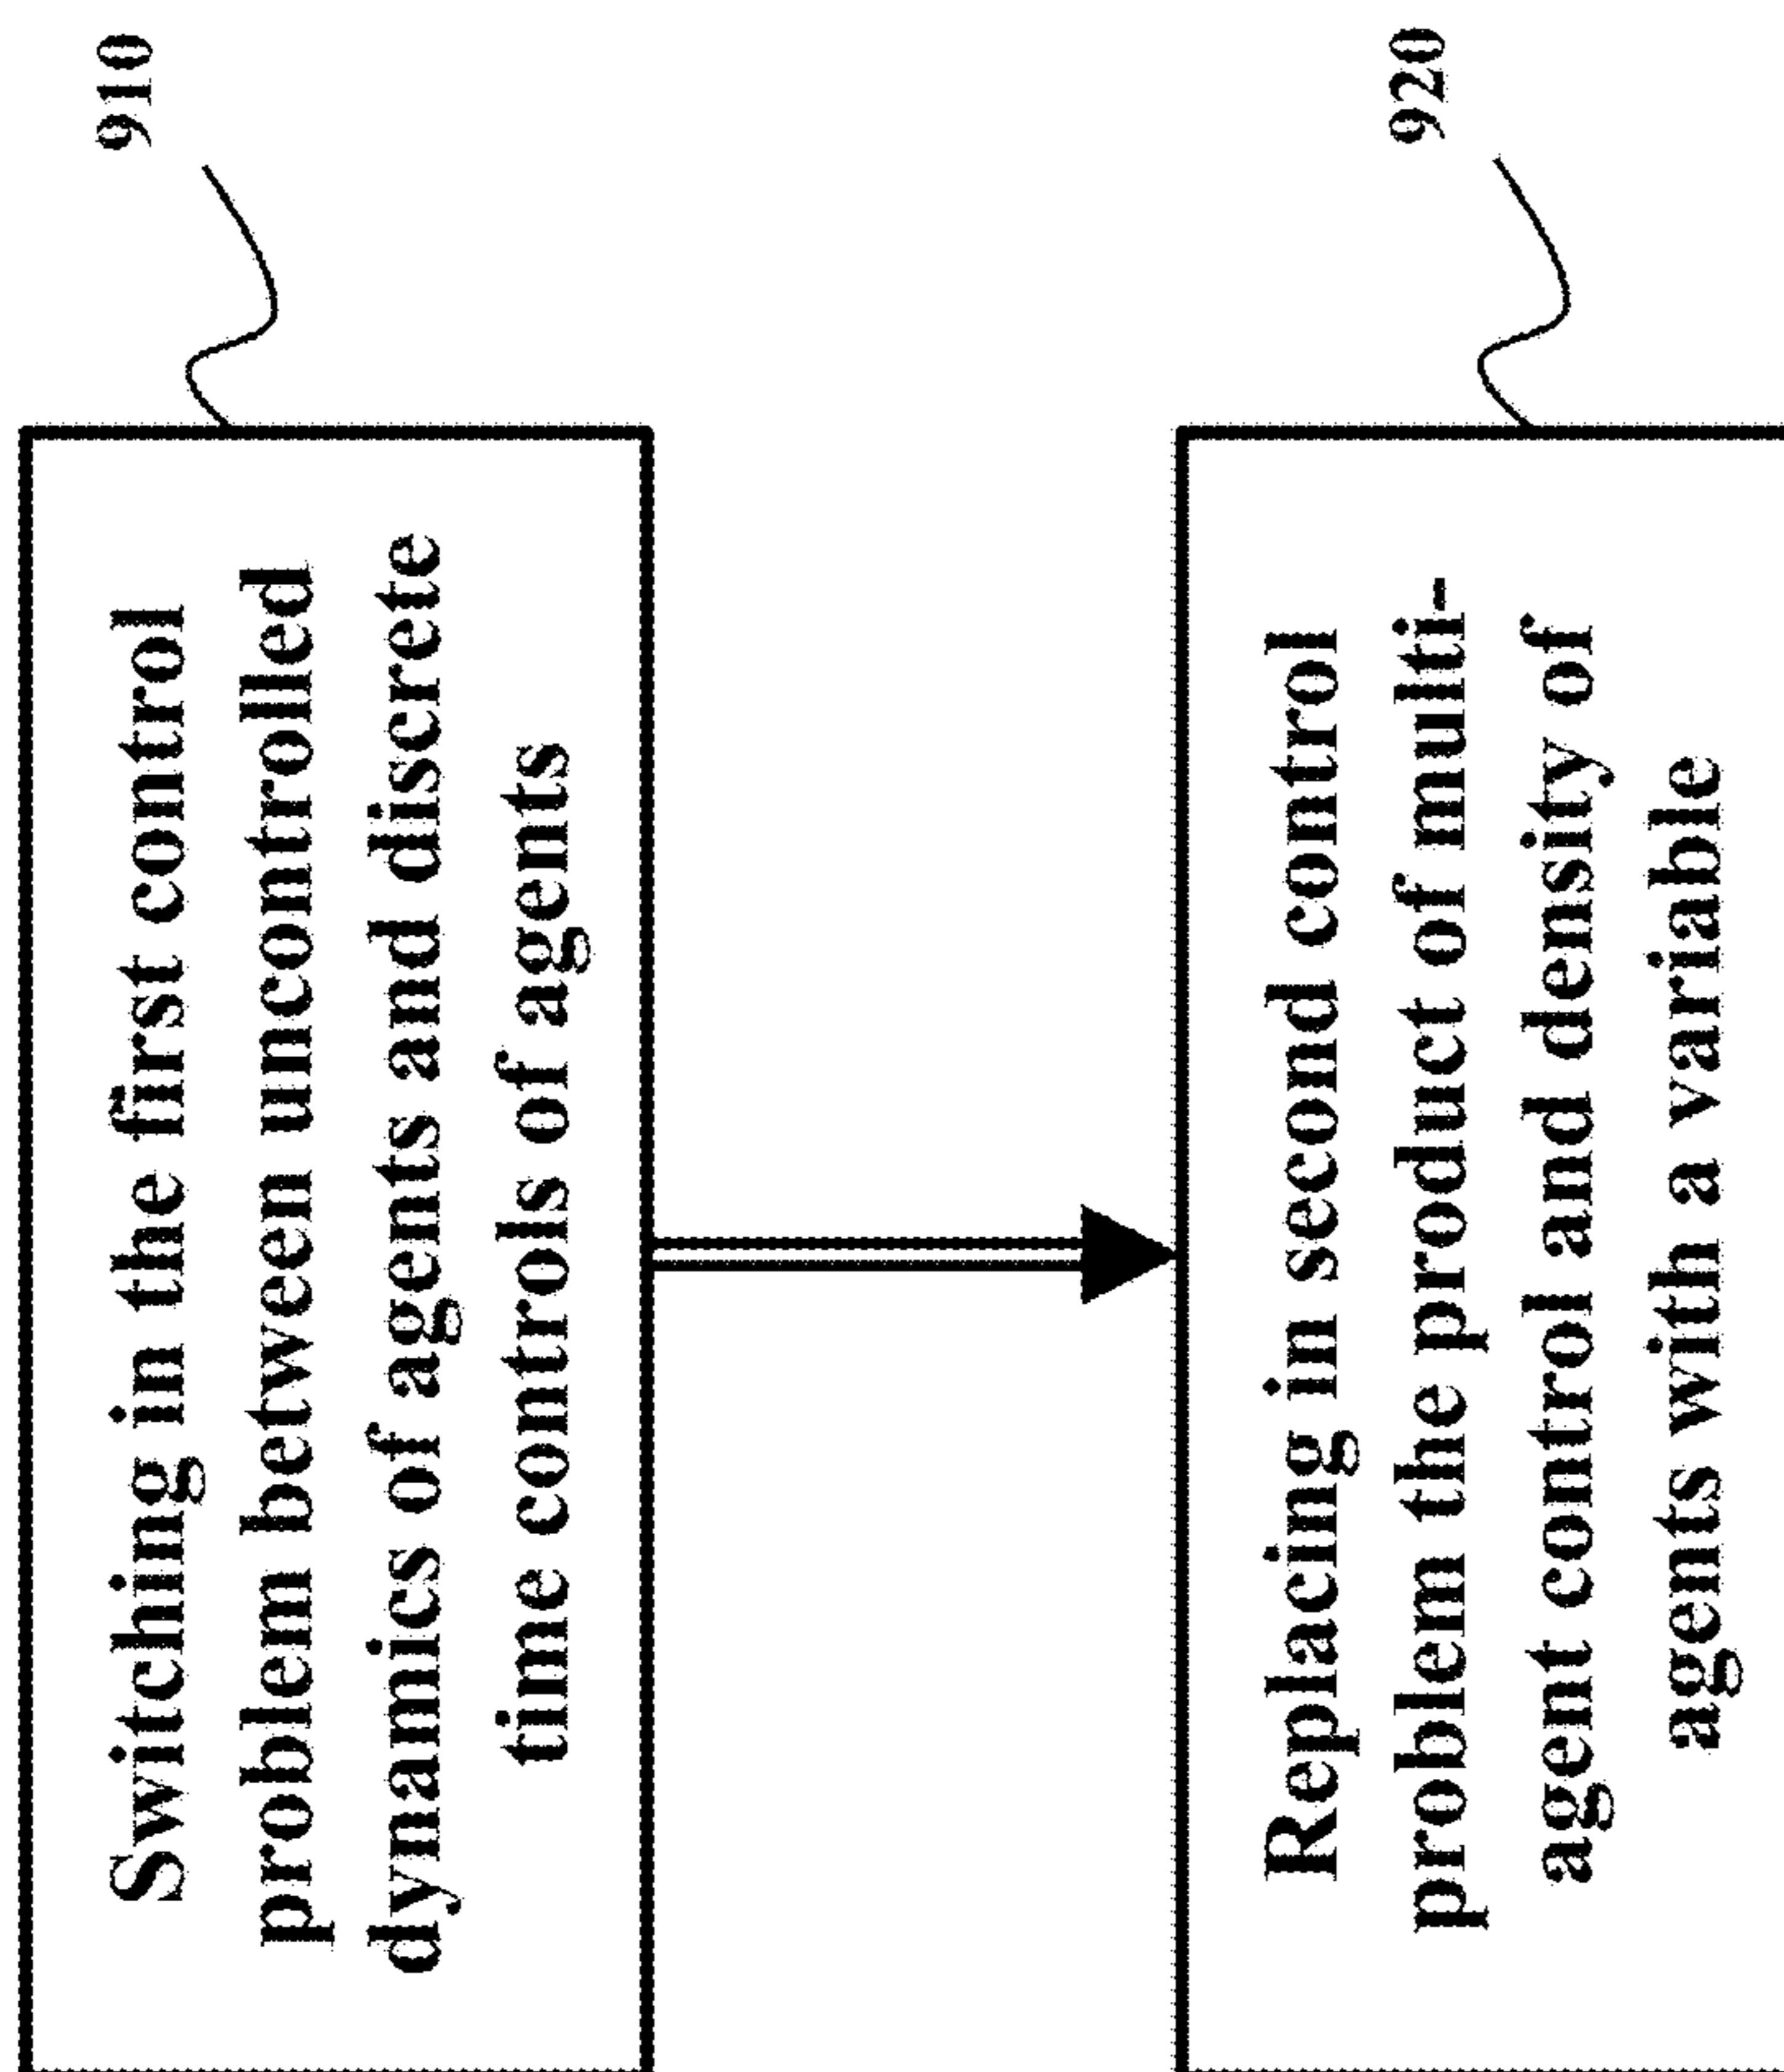 910
Switching in the first control
problem between uncontrolled
dynamics of agents and discrete
time controls of agents
920
Replacing in second control
problem the product of multi-
agent control and density of
agents with a variable